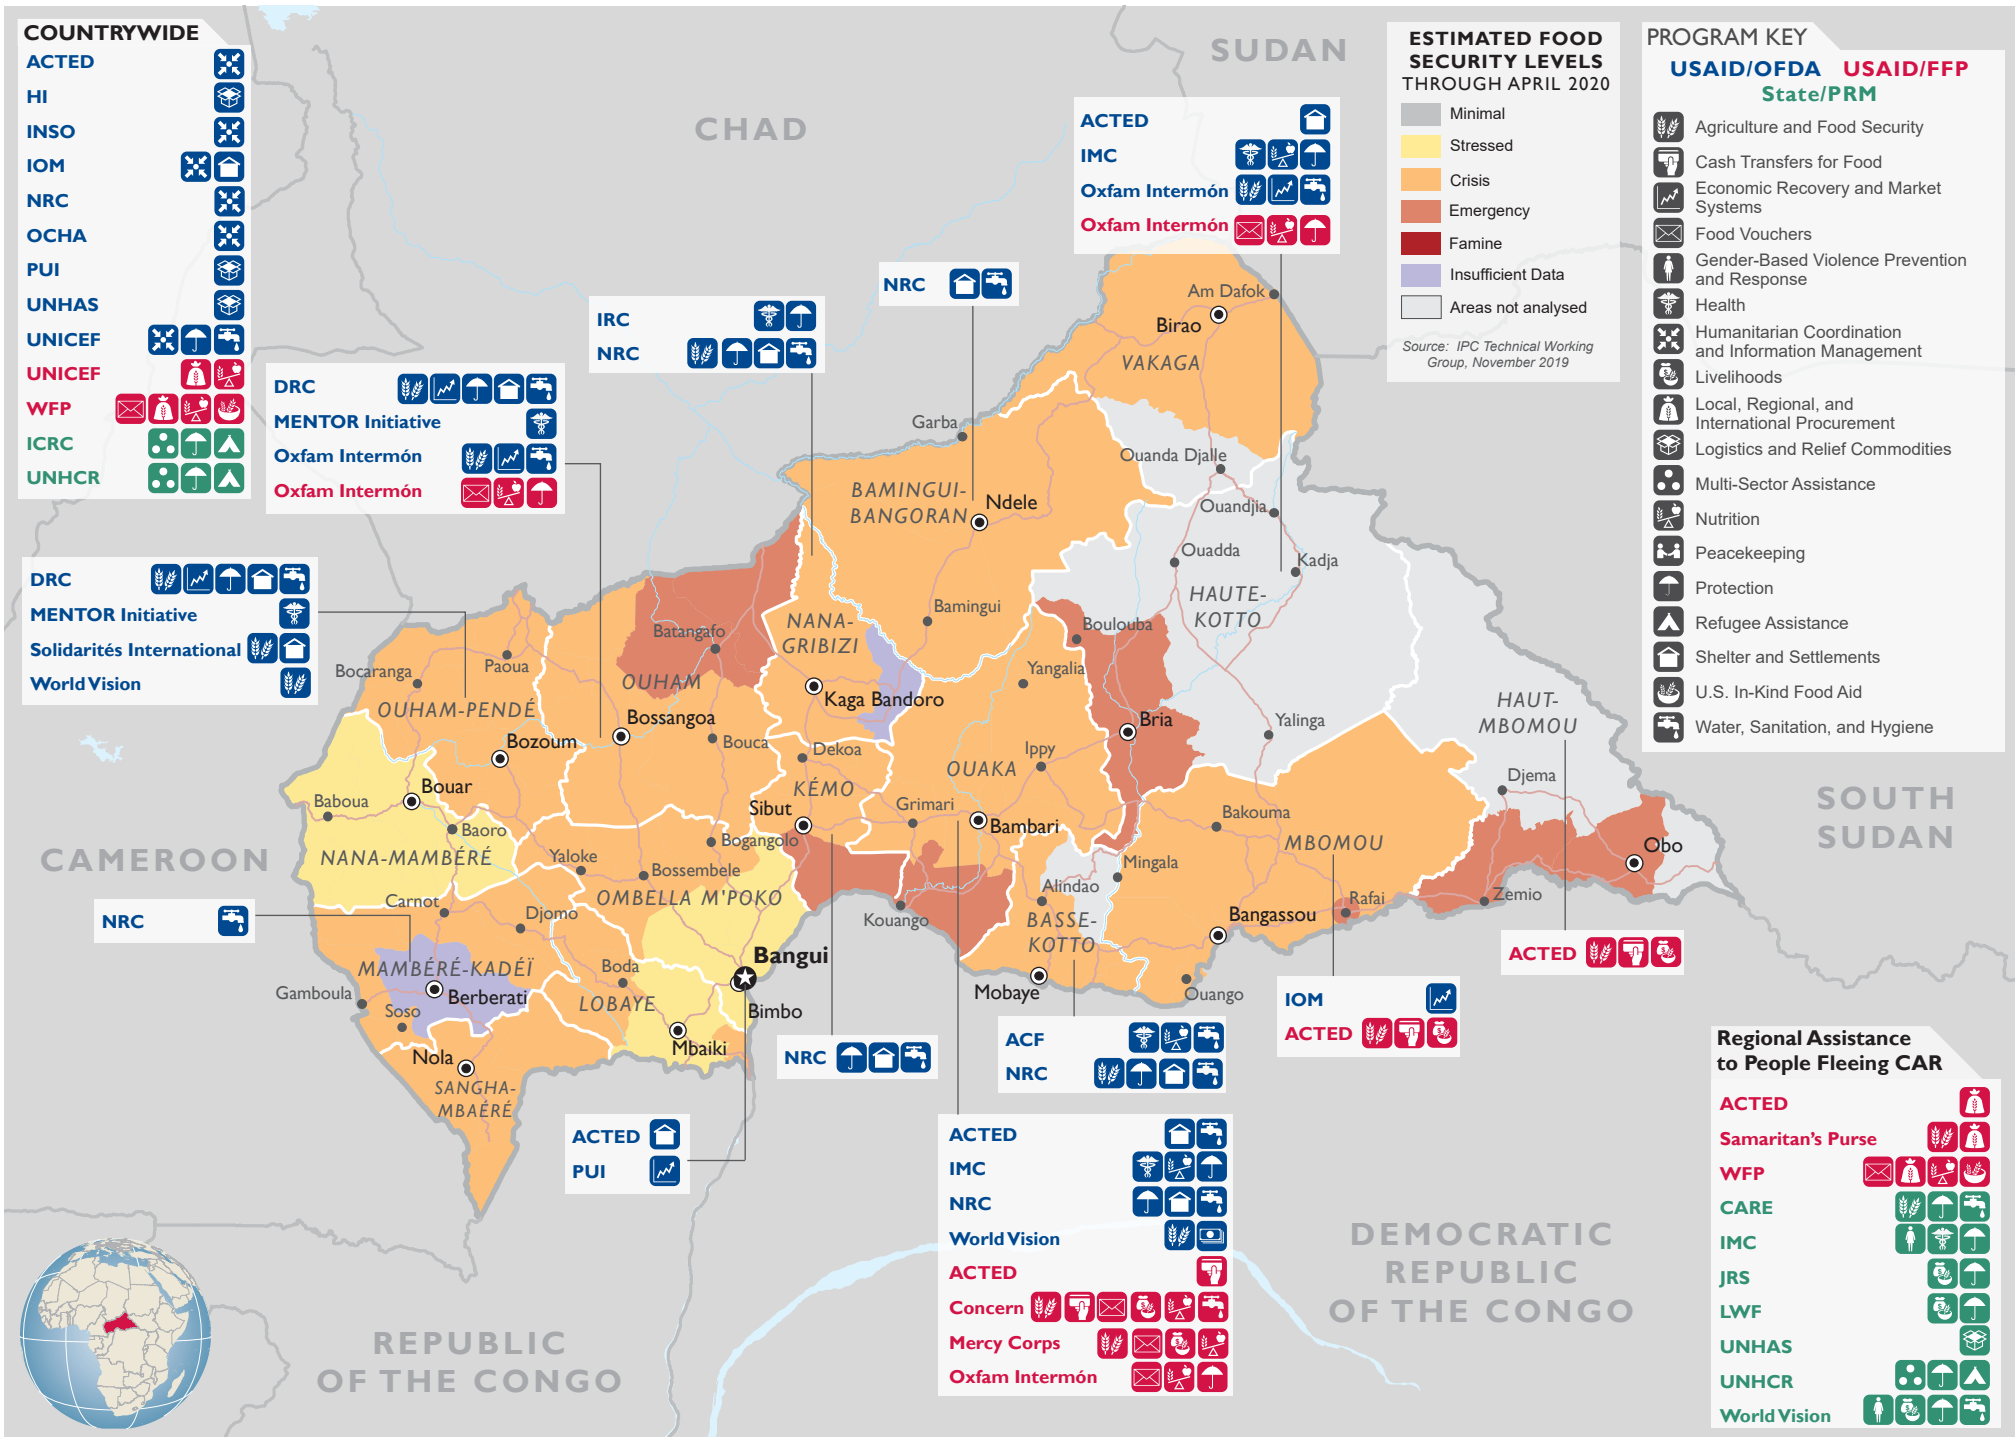 COUNTRYWIDE
ACTED
HI
INSO
IOM
NRC
OCHA
PUI
UNHAS
UNICEF
UNICEF
WFP
ICRC
UNHCR
SUDAN
CHAD
ESTIMATED FOOD
SECURITY LEVELS
THROUGH APRIL 2020
Minimal
Stressed
Crisis
Emergency
Famine
Insufficient Data
Areas not analysed
Source: IPC Technical Working
Group, November 2019
PROGRAM KEY
USAID/OFDA USAID/FFP
State/PRM
Agriculture and Food Security
Cash Transfers for Food
Economic Recovery and Market
Systems
Food Vouchers
Gender-Based Violence Prevention
and Response
Health
Humanitarian Coordination
and Information Management
Livelihoods
Local, Regional, and
International Procurement
Logistics and Relief Commodities
Multi-Sector Assistance
Nutrition
Peacekeeping
Protection
Refugee Assistance
Shelter and Settlements
U.S. In-Kind Food Aid
Water, Sanitation, and Hygiene
ACTED
IMC
Oxfam Intermón
Oxfam Intermón
NRC
IRC
NRC
DRC
MENTOR Initiative
Oxfam Intermón
Oxfam Intermón
DRC
MENTOR Initiative
Solidarités International
World Vision
Am Dafok
Birao
VAKAGA
Garba
Ouanda Djalle
BAMINGUI-
BANGORAN
Ndele
Ouandjia
Ouadda
Kadja
HAUTE-
KOTTO
Bamingui
NANA-
GRIBIZI
Boulouba
Batangafo
Paoua
Bocaranga
OUHAM
Yangalia
Kaga Bandoro
OUHAM-PENDÉ
Bossangoa
Bouca
Bozoum
Bria
Yalinga
HAUT-
MBOMOU
Dekoa
Ippy
OUAKA
KÉMO
Djema
Bouar
Baboua
Sibut
Grimari
Bambari
Bakouma
MBOMOU
Obo
SOUTH
SUDAN
CAMEROON
Baoro
NANA-MAMBÉRÉ
Yaloke
Bogangolo
Bossembele
OMBELLA M'POKO
Mingala
Alindao
Rafai
Zemio
Kouango
BASSE-
KOTTO
Bangassou
Carnot
Djomo
NRC
Bangui
MAMBÉRÉ-KADÉÏ
Boda
Berberati
LOBAYE
Bimbo
Gamboula
Soso
Mobaye
Ouango
Mbaiki
Nola
SANGHA-
MBAÉRÉ
ACTED
IOM
ACTED
NRC
ACF
NRC
ACTED
PUI
ACTED
IMC
NRC
World Vision
ACTED
Concern
Mercy Corps
Oxfam Intermón
Regional Assistance
to People Fleeing CAR
ACTED
Samaritan's Purse
WFP
CARE
IMC
JRS
LWF
UNHAS
UNHCR
World Vision
REPUBLIC
OF THE CONGO
DEMOCRATIC
REPUBLIC
OF THE CONGO